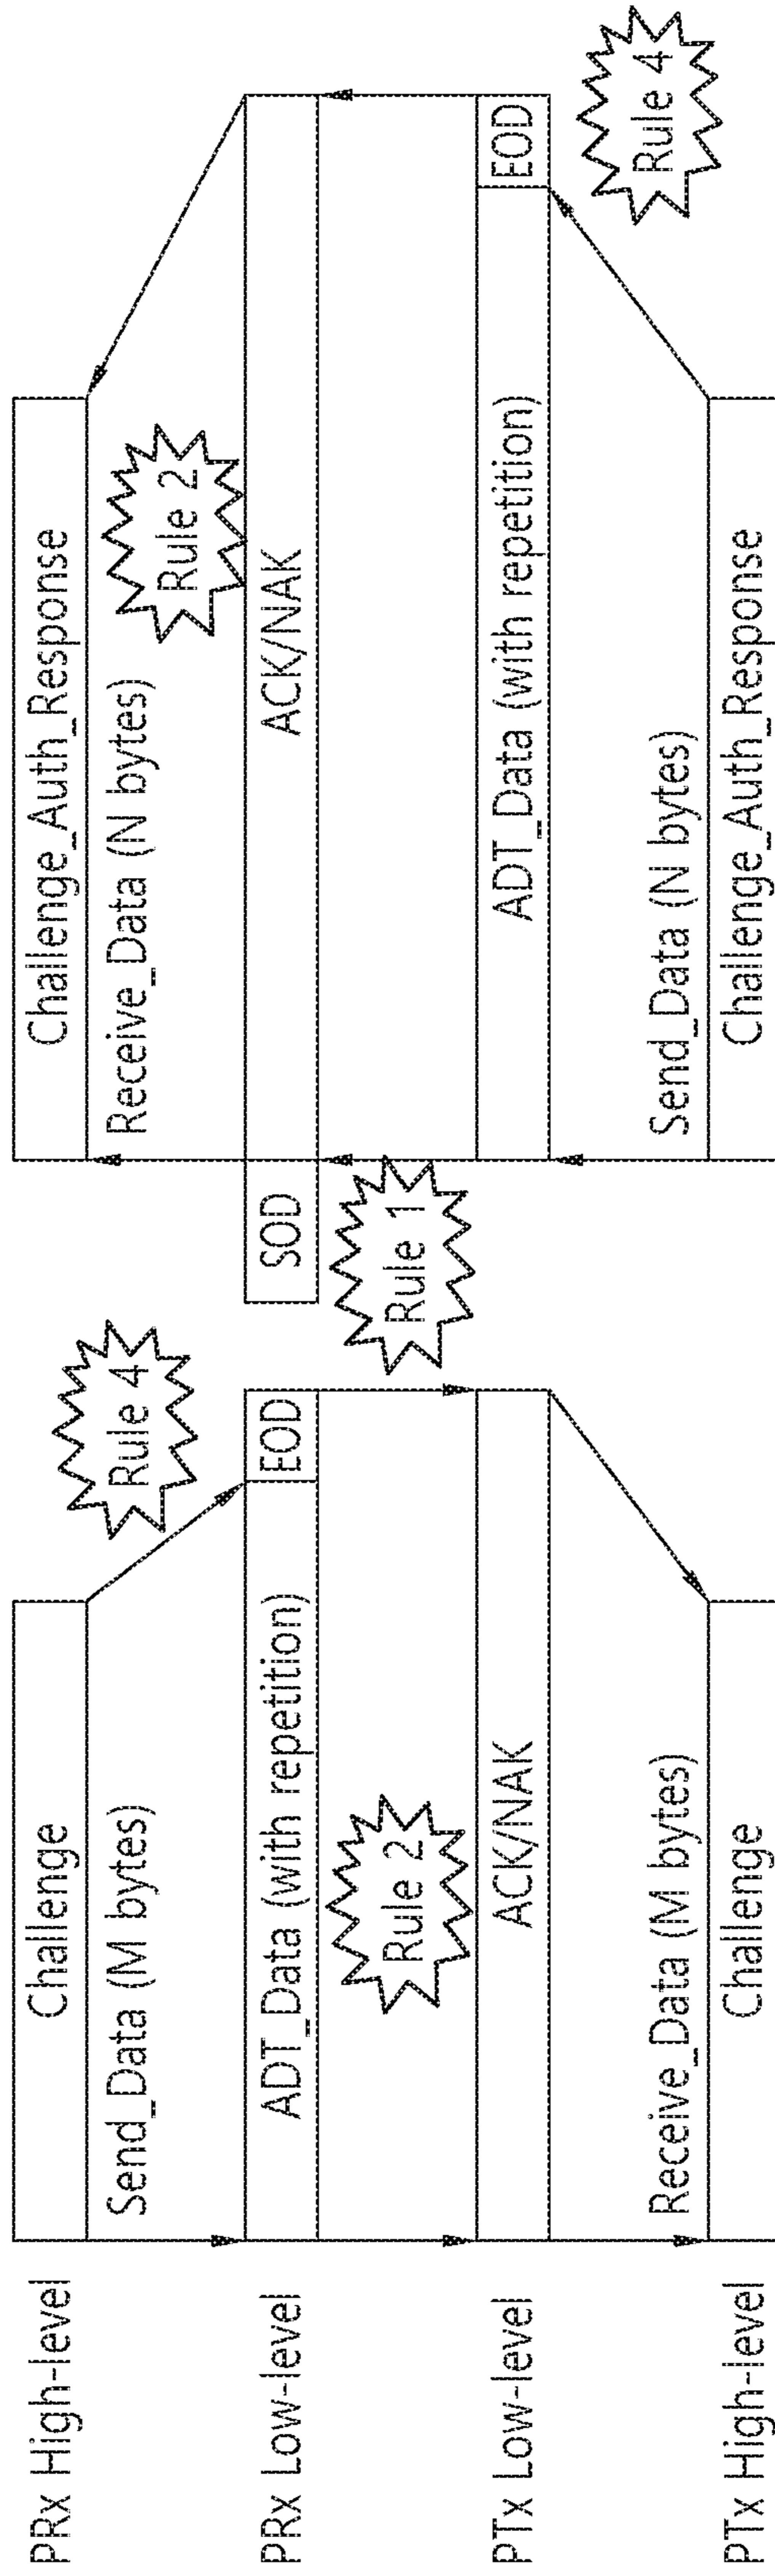 PRx High-level
Challenge
Challenge_Auth_Response
Send_Data (M bytes)
Rule 4
Receive_Data (N bytes)
Rule 2
PRx Low-level
ADT_Data (with repetition)
EOD
SOD
ACK/NAK
Rule 2
Rule 1
PTx Low-level
ACK/NAK
ADT_Data (with repetition)
EOD
Rule 4
Receive_Data (M bytes)
Send_Data (N bytes)
PTx High-level
Challenge
Challenge_Auth_Response